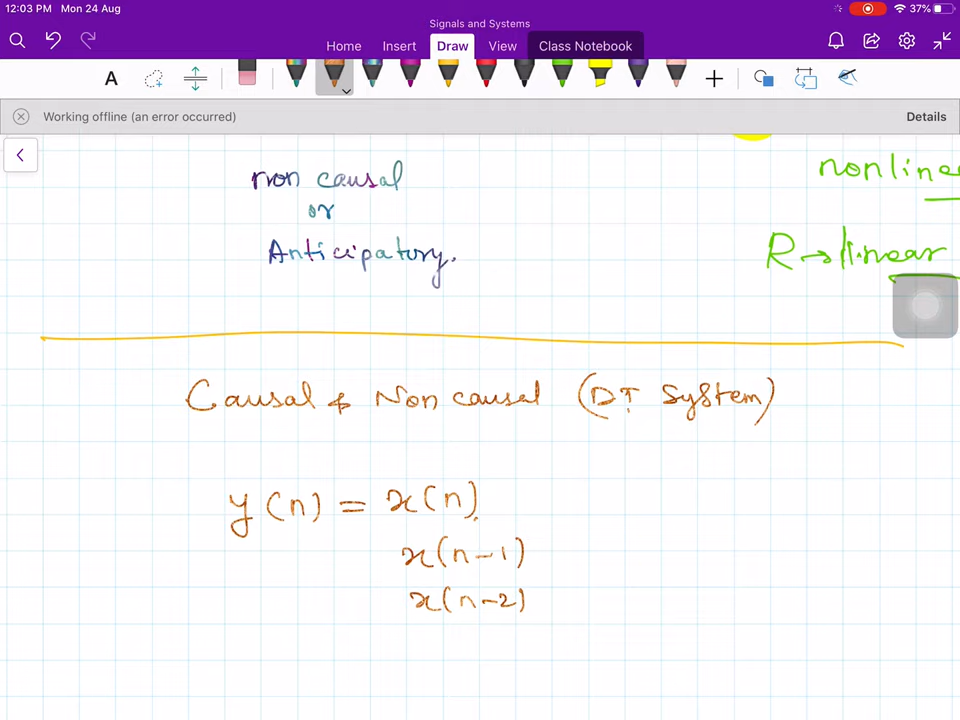 12:03 PM Mon 24 Aug
37%
Signals and Systems
Home Insert Draw View Class Notebook
Working offline (an error occurred)
Details
non causal
or
Anticipatory.
R→linear
Causal & Non causal (DT System)
y(n) = x(n)
x(n-1)
x(n-2)